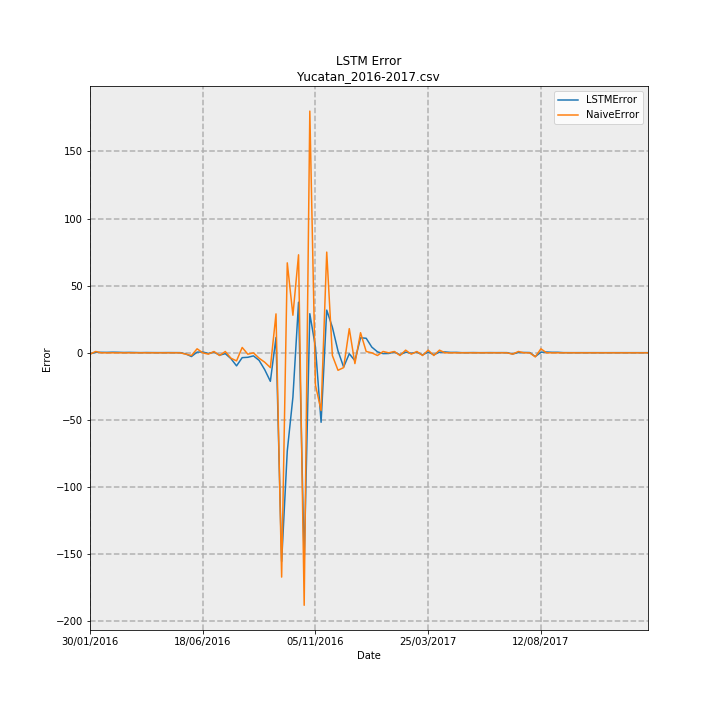 LSTM Error
Yucatan_2016-2017.csv
LSTMError
NaiveError
150
100
50
0
−50
−100
−150
−200
Error
30/01/2016
18/06/2016
05/11/2016
25/03/2017
12/08/2017
Date